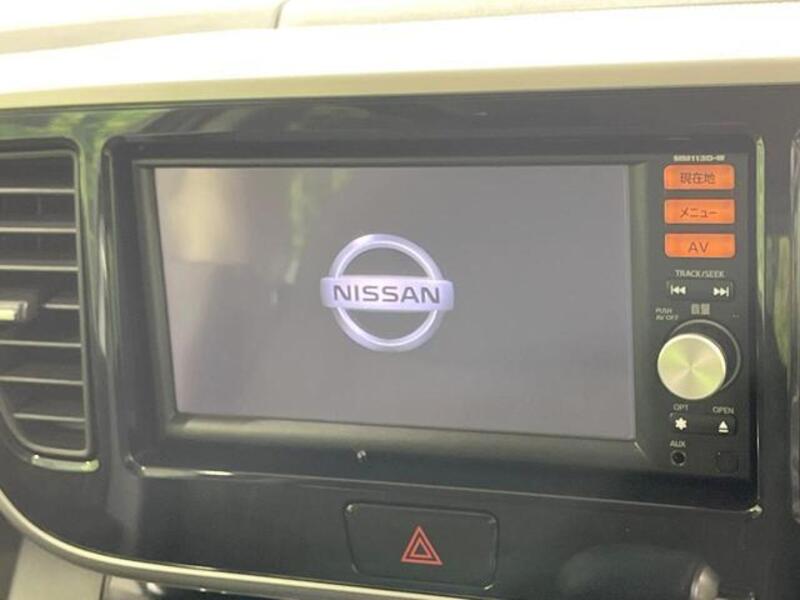 MM113D-W
現在地
メニュー
AV
TRACK/SEEK
音量
PUSH
AV OFF
NISSAN
OPT
OPEN
AUX